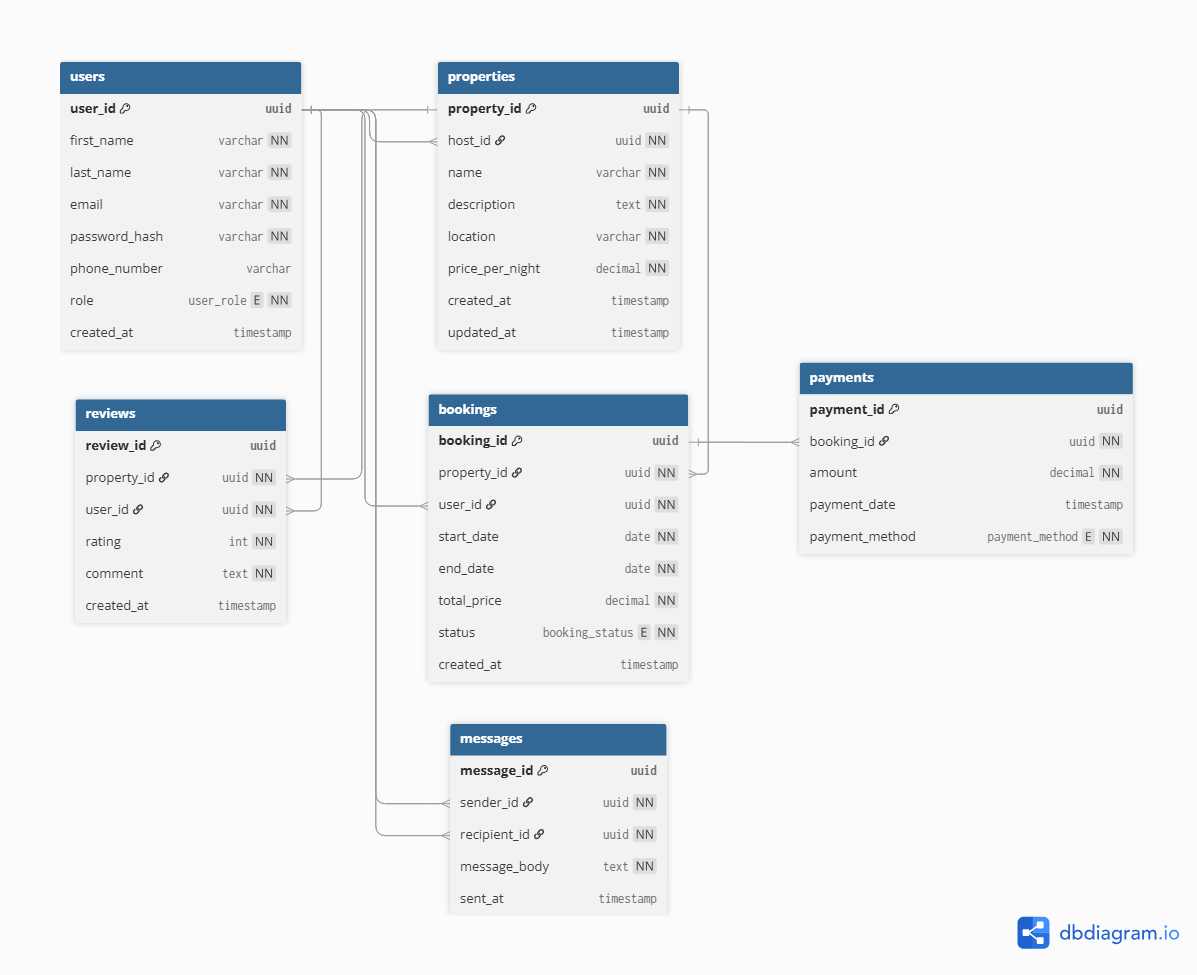 users
user_id uuid
first_name varchar NN
last_name varchar NN
email varchar NN
password_hash varchar NN
phone_number varchar
role user_role E NN
created_at timestamp
properties
property_id uuid
host_id uuid NN
name varchar NN
description text NN
location varchar NN
price_per_night decimal NN
created_at timestamp
updated_at timestamp
reviews
review_id uuid
property_id uuid NN
user_id uuid NN
rating int NN
comment text NN
created_at timestamp
bookings
booking_id uuid
property_id uuid NN
user_id uuid NN
start_date date NN
end_date date NN
total_price decimal NN
status booking_status E NN
created_at timestamp
payments
payment_id uuid
booking_id uuid NN
amount decimal NN
payment_date timestamp
payment_method payment_method E NN
messages
message_id uuid
sender_id uuid NN
recipient_id uuid NN
message_body text NN
sent_at timestamp
dbdiagram.io